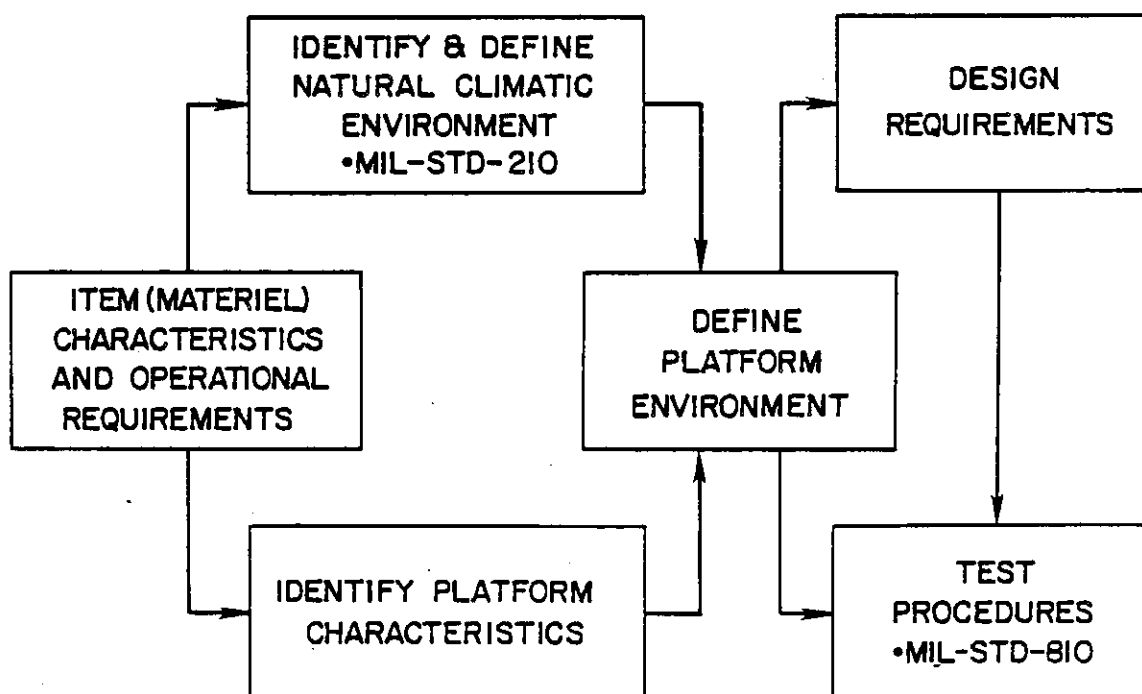 IDENTIFY & DEFINE
NATURAL CLIMATIC
ENVIRONMENT
•MIL-STD-210
DESIGN
REQUIREMENTS
ITEM (MATERIEL)
CHARACTERISTICS
AND OPERATIONAL
REQUIREMENTS
DEFINE
PLATFORM
ENVIRONMENT
IDENTIFY PLATFORM
CHARACTERISTICS
TEST
PROCEDURES
•MIL-STD-810